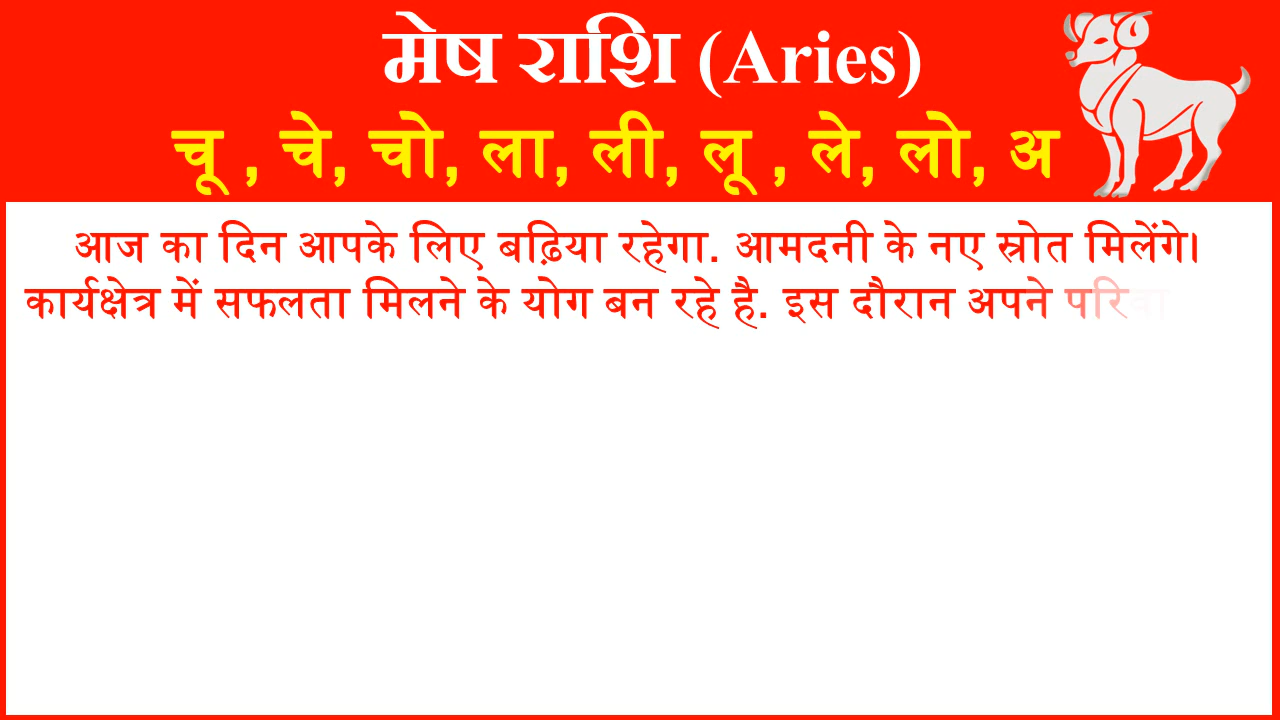 मेष राशि (Aries)
चू , चे, चो, ला, ली, लू , ले, लो, अ
आज का दिन आपके लिए बढ़िया रहेगा. आमदनी के नए स्रोत मिलेंगे।
कार्यक्षेत्र में सफलता मिलने के योग बन रहे है. इस दौरान अपने